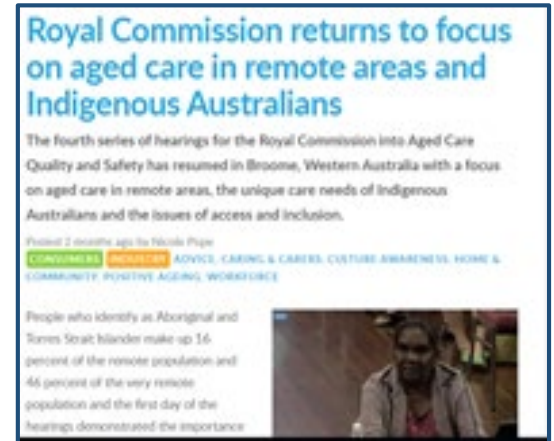 Royal Commission returns to focus
on aged care in remote areas and
Indigenous Australians
The fourth series of hearings for the Royal Commission into Aged Care
Quality and Safety has resumed in Broome, Western Australia with a focus
on aged care in remote areas, the unique care needs of Indigenous
Australians and the issues of access and inclusion.
Posted 2 months ago by Nicole Pope
CONSUMERS INDUSTRY ADVICE, CARING & CARERS, CULTURE AWARENESS, HOME &
COMMUNITY, POSITIVE AGEING, WORKFORCE
People who identify as Aboriginal and
Torres Strait Islander make up 16
percent of the remote population and
46 percent of the very remote
population and the first day of the
hearings demonstrated the importance